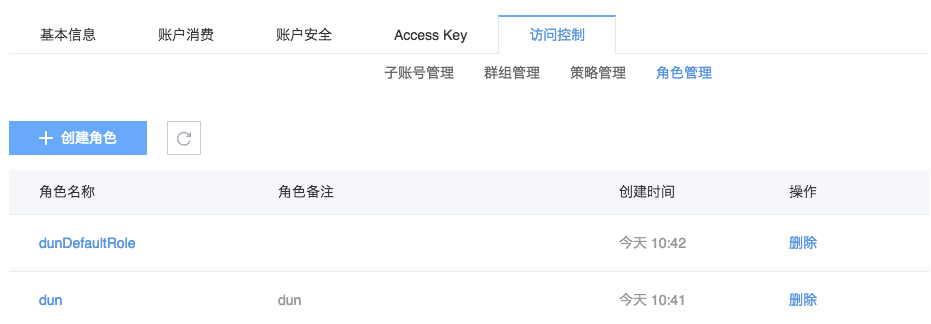 基本信息 账户消费 账户安全 Access Key 访问控制
子账号管理 群组管理 策略管理 角色管理
创建角色
角色名称 角色备注 创建时间 操作
dunDefaultRole 今天 10:42 删除
dun dun 今天 10:41 删除